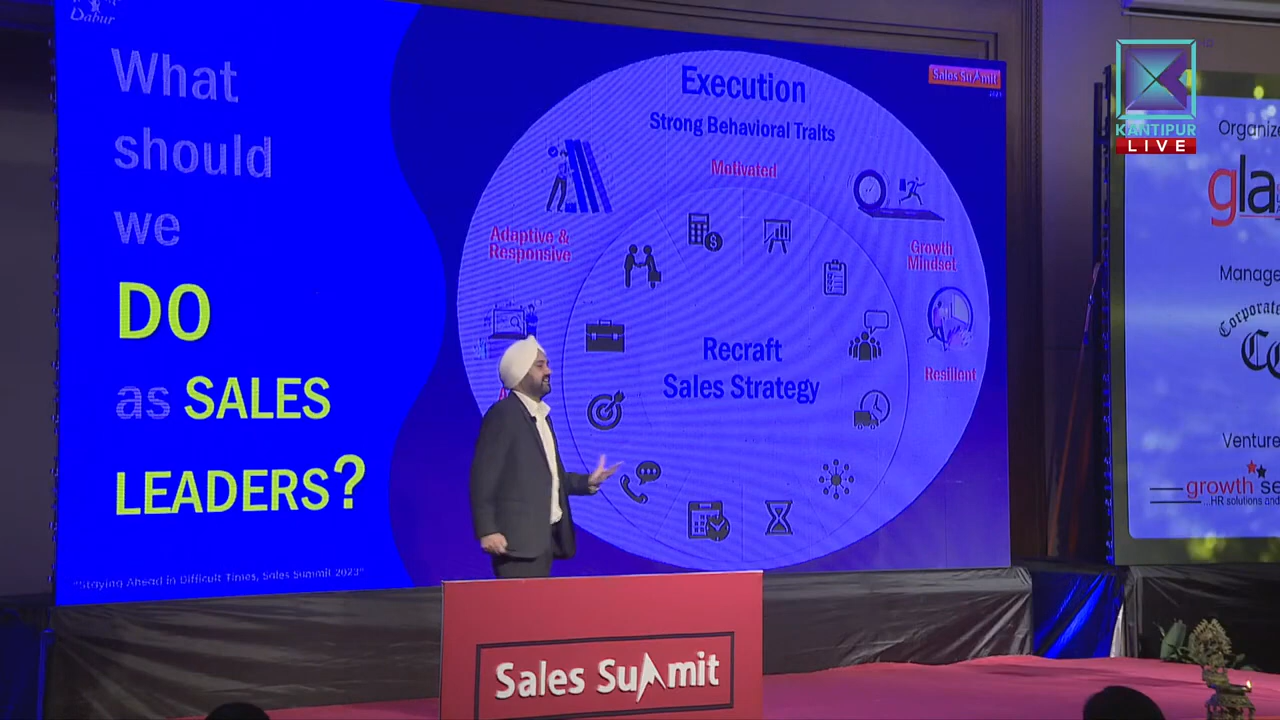 Dabur
What
should
we
DO
as SALES
LEADERS?
"Staying Ahead in Difficult Times, Sales Summit 2023"
Execution
Strong Behavioral Traits
Motivated
Adaptive &
Responsive
Growth
Mindset
Resilient
Recraft
Sales Strategy
Sales Summit
KANTIPUR
LIVE
Organize
gla
Manage
Corporate
Venture
growth se
...HR solutions and
Sales Summit